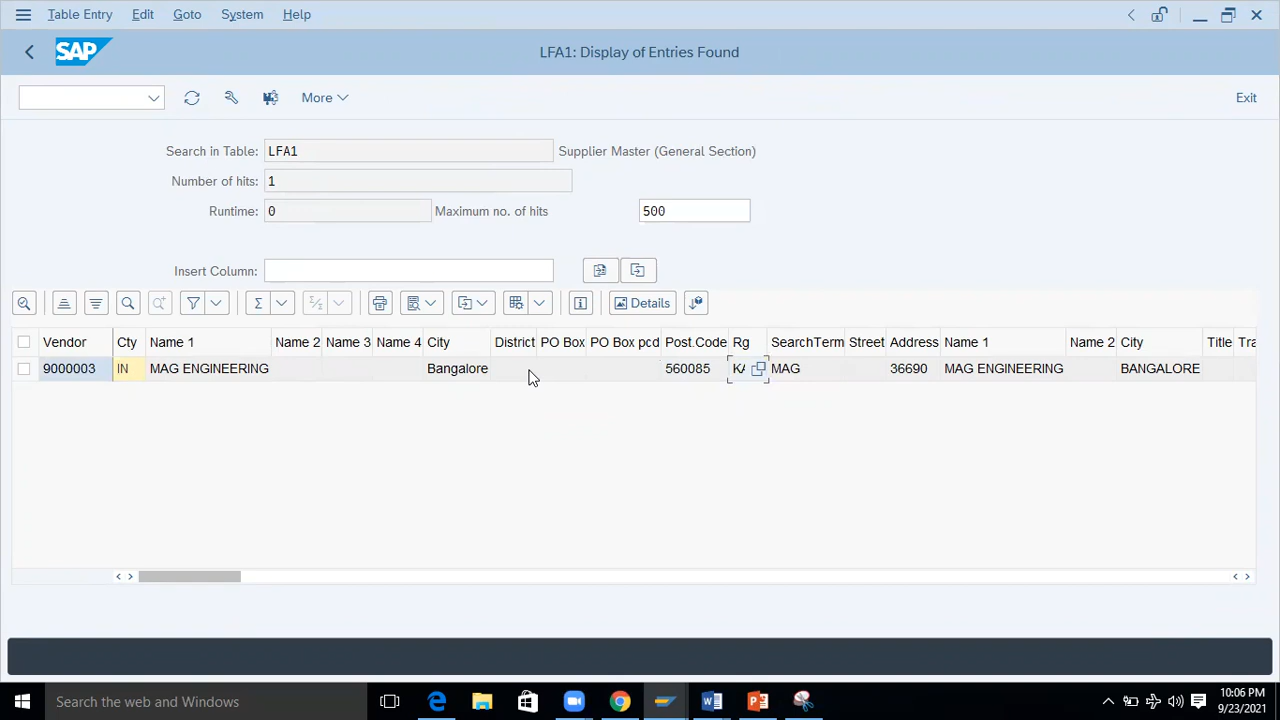 Table Entry Edit Goto System Help
SAP LFA1: Display of Entries Found
More Exit
Search in Table: LFA1 Supplier Master (General Section)
Number of hits: 1
Runtime: 0 Maximum no. of hits 500
Insert Column:
Details
Vendor Cty Name 1 Name 2 Name 3 Name 4 City District PO Box PO Box pcd Post.Code Rg SearchTerm Street Address Name 1 Name 2 City Title Tra
9000003 IN MAG ENGINEERING Bangalore 560085 KA MAG 36690 MAG ENGINEERING BANGALORE
Search the web and Windows
10:06 PM
9/23/2021